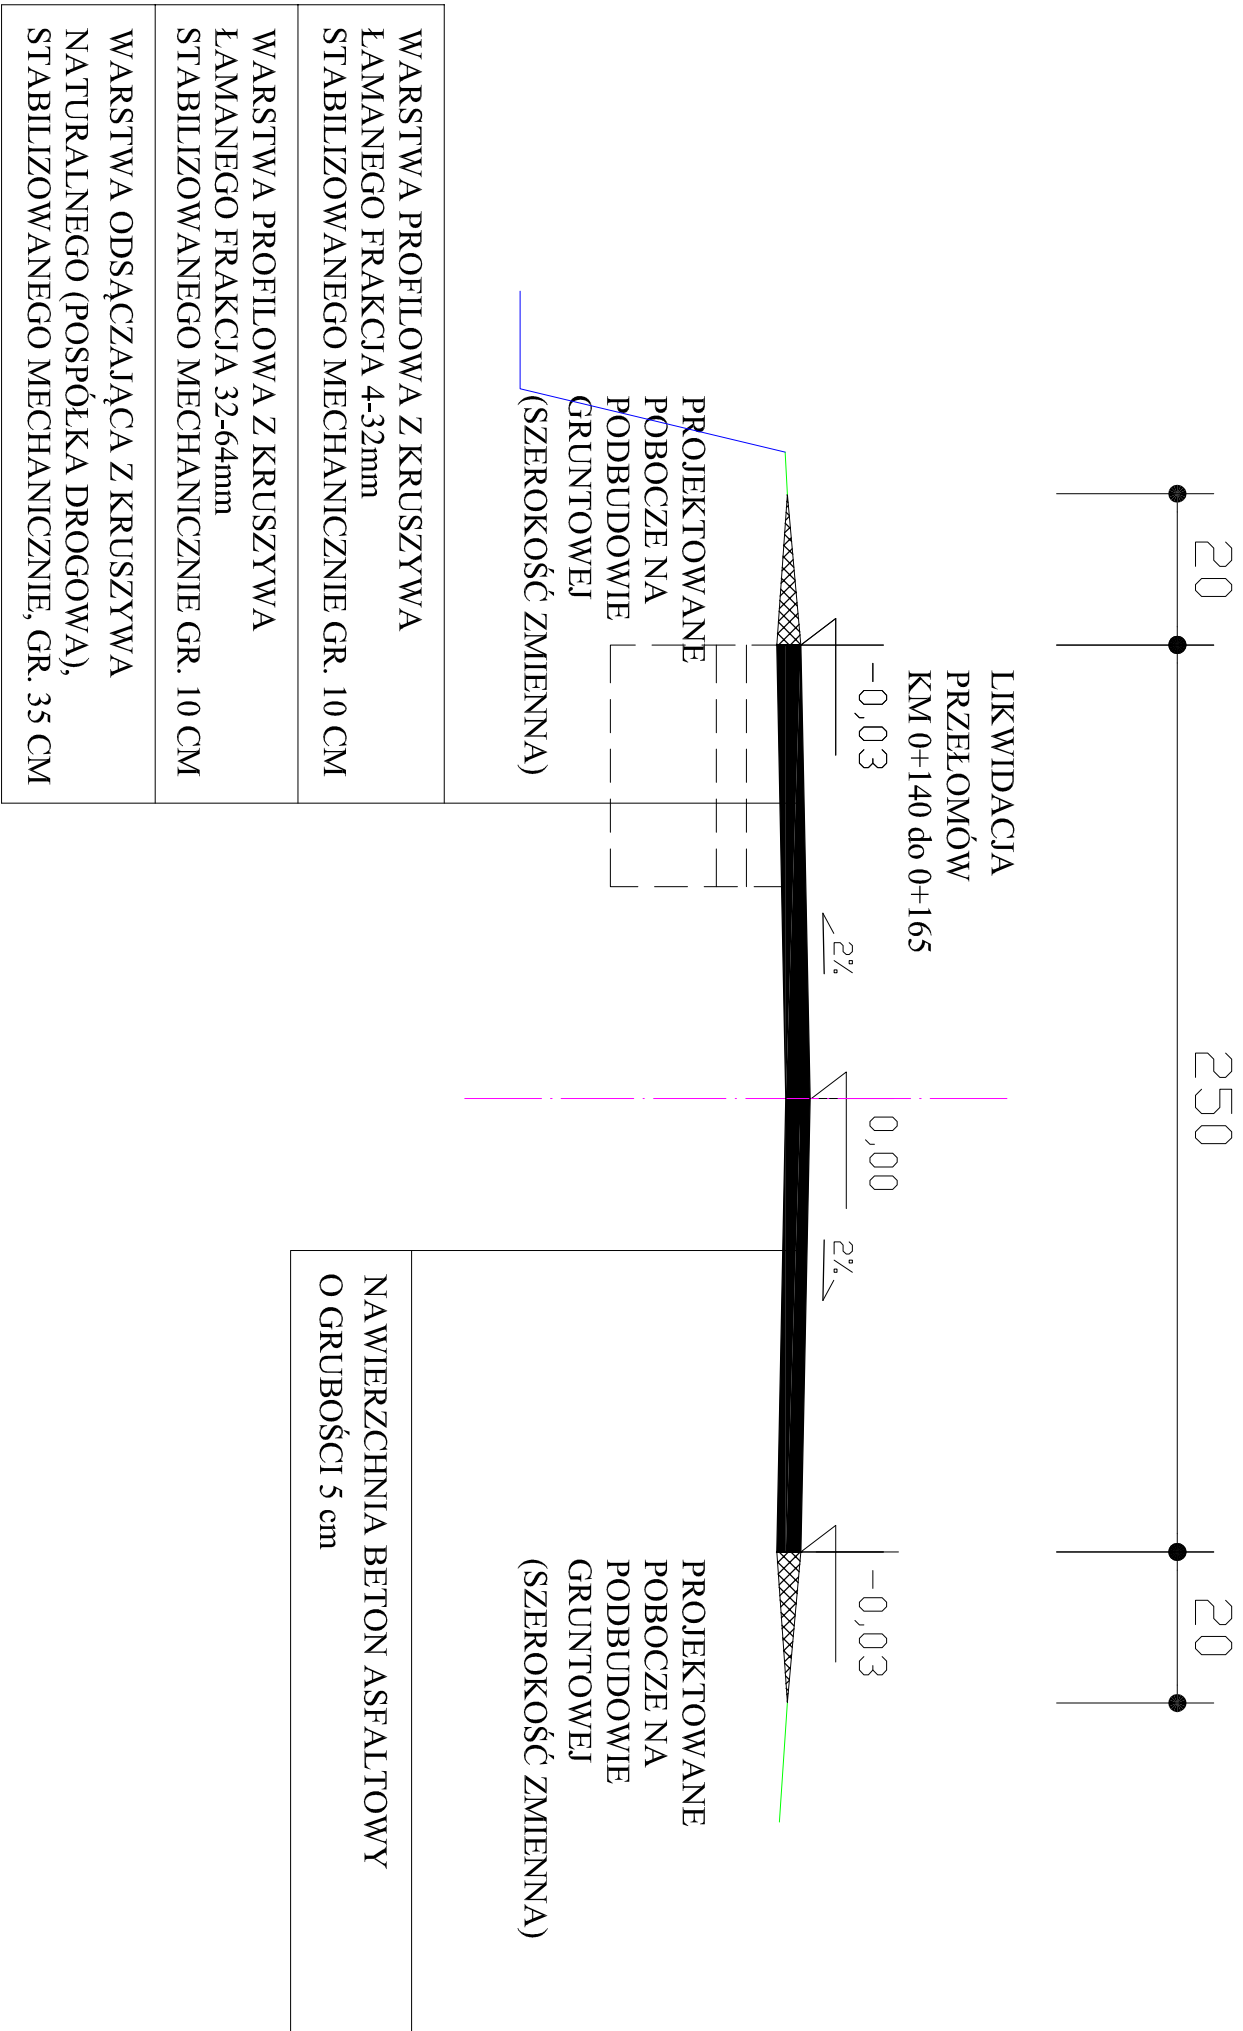 20
250
20
LIKWIDACJA
PRZEŁOMÓW
KM 0+140 do 0+165
-0,03
0,00
-0,03
2%
2%
PROJEKTOWANE
POBOCZE NA
PODBUDOWIE
GRUNTOWEJ
(SZEROKOŚĆ ZMIENNA)
PROJEKTOWANE
POBOCZE NA
PODBUDOWIE
GRUNTOWEJ
(SZEROKOŚĆ ZMIENNA)
WARSTWA PROFILOWA Z KRUSZYWA
ŁAMANEGO FRAKCJA 4-32mm
STABILIZOWANEGO MECHANICZNIE GR. 10 CM
WARSTWA PROFILOWA Z KRUSZYWA
ŁAMANEGO FRAKCJA 32-64mm
STABILIZOWANEGO MECHANICZNIE GR. 10 CM
WARSTWA ODSĄCZAJĄCA Z KRUSZYWA
NATURALNEGO (POSPÓŁKA DROGOWA),
STABILIZOWANEGO MECHANICZNIE, GR. 35 CM
NAWIERZCHNIA BETON ASFALTOWY
O GRUBOŚCI 5 cm